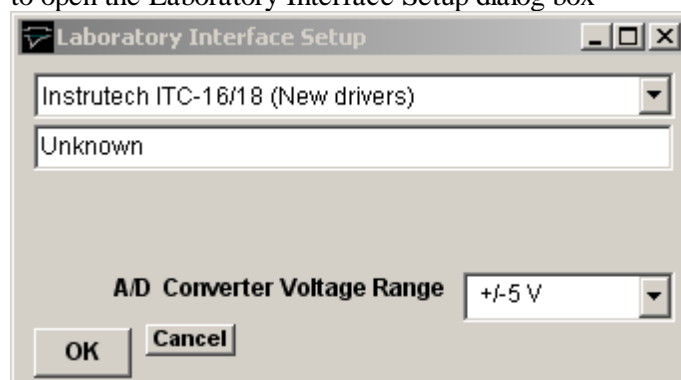 to open the Laboratory Interface Setup dialog box
Laboratory Interface Setup
Instrutech ITC-16/18 (New drivers)
Unknown
A/D Converter Voltage Range
+/-5 V
OK
Cancel